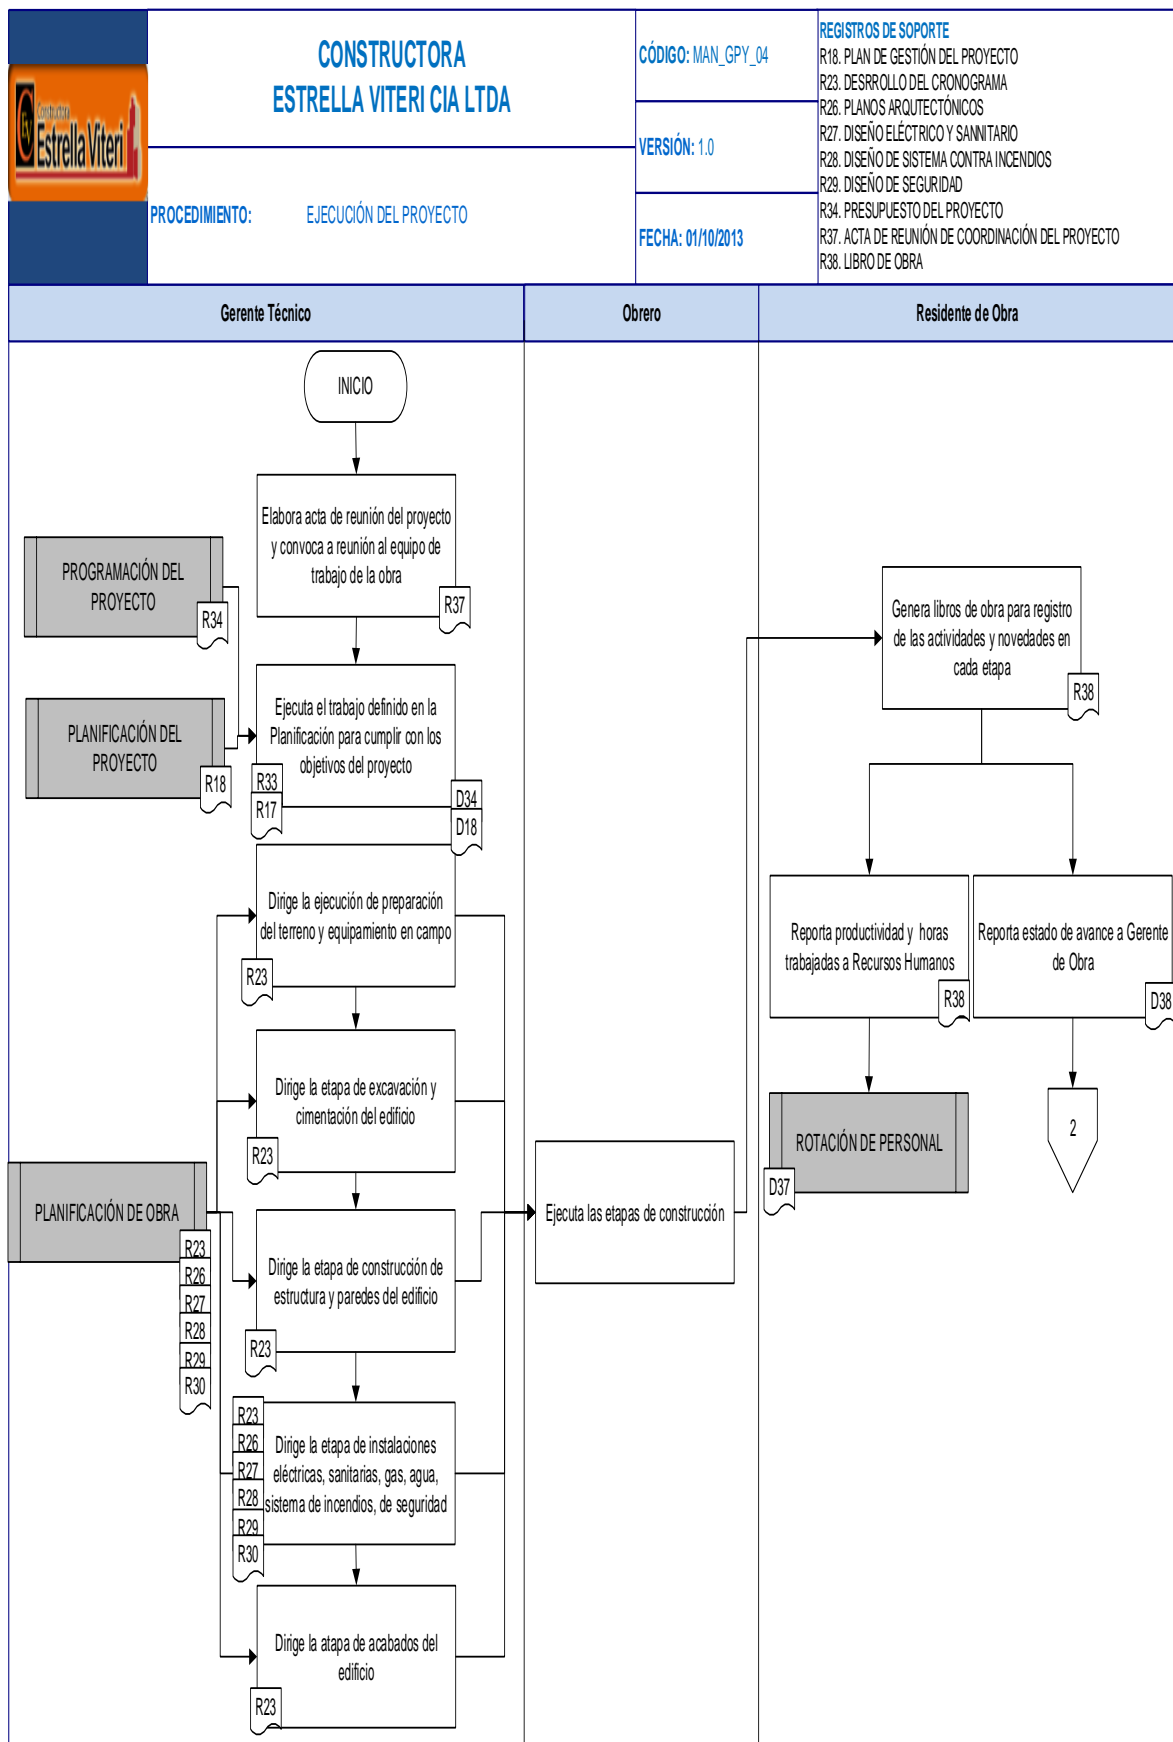 CONSTRUCTORA
ESTRELLA VITERI CIA LTDA
Constructora
EV
Estrella Viteri
PROCEDIMIENTO: EJECUCIÓN DEL PROYECTO
CÓDIGO: MAN_GPY_04
VERSIÓN: 1.0
FECHA: 01/10/2013
REGISTROS DE SOPORTE
R18. PLAN DE GESTIÓN DEL PROYECTO
R23. DESRROLLO DEL CRONOGRAMA
R26. PLANOS ARQUTECTÓNICOS
R27. DISEÑO ELÉCTRICO Y SANNITARIO
R28. DISEÑO DE SISTEMA CONTRA INCENDIOS
R29. DISEÑO DE SEGURIDAD
R34. PRESUPUESTO DEL PROYECTO
R37. ACTA DE REUNIÓN DE COORDINACIÓN DEL PROYECTO
R38. LIBRO DE OBRA
Gerente Técnico
Obrero
Residente de Obra
INICIO
Elabora acta de reunión del proyecto
y convoca a reunión al equipo de
trabajo de la obra
R37
PROGRAMACIÓN DEL
PROYECTO
R34
PLANIFICACIÓN DEL
PROYECTO
R18
Ejecuta el trabajo definido en la
Planificación para cumplir con los
objetivos del proyecto
R33
R17
D34
D18
Dirige la ejecución de preparación
del terreno y equipamiento en campo
R23
Dirige la etapa de excavación y
cimentación del edificio
R23
PLANIFICACIÓN DE OBRA
R23
R26
R27
R28
R29
R30
Dirige la etapa de construcción de
estructura y paredes del edificio
R23
Dirige la etapa de instalaciones
eléctricas, sanitarias, gas, agua,
sistema de incendios, de seguridad
R23
R26
R27
R28
R29
R30
Dirige la atapa de acabados del
edificio
R23
Ejecuta las etapas de construcción
Genera libros de obra para registro
de las actividades y novedades en
cada etapa
R38
Reporta productividad y horas
trabajadas a Recursos Humanos
R38
Reporta estado de avance a Gerente
de Obra
D38
ROTACIÓN DE PERSONAL
D37
2